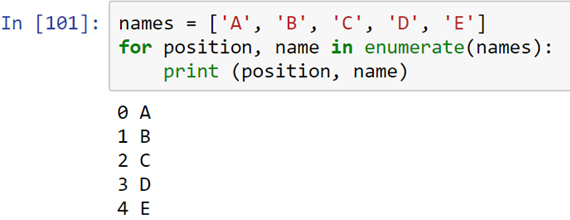 In [101]: names = ['A', 'B', 'C', 'D', 'E']
for position, name in enumerate(names):
    print (position, name)
0 A
1 B
2 C
3 D
4 E